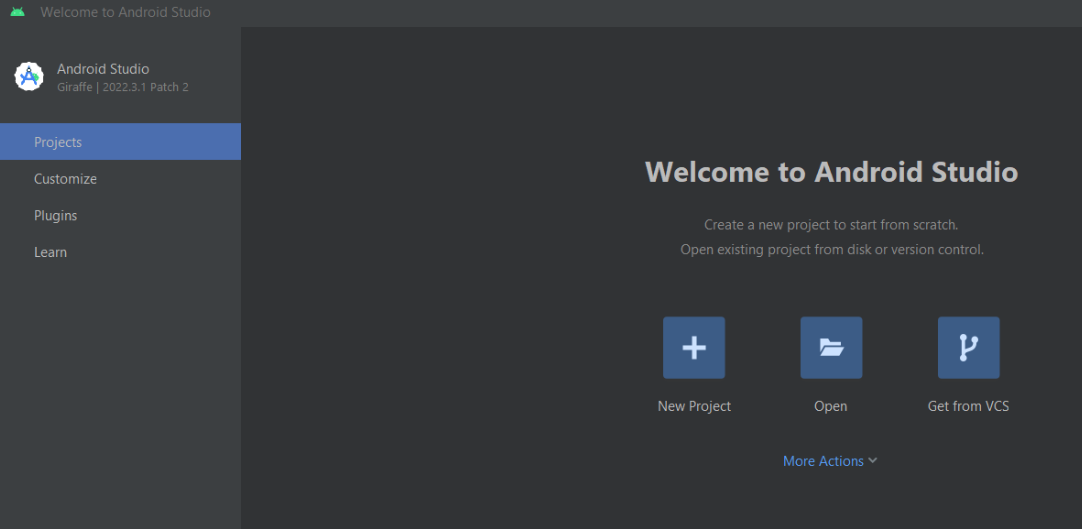 Welcome to Android Studio
Android Studio
Giraffe | 2022.3.1 Patch 2
Projects
Customize
Plugins
Learn
Welcome to Android Studio
Create a new project to start from scratch.
Open existing project from disk or version control.
New Project
Open
Get from VCS
More Actions